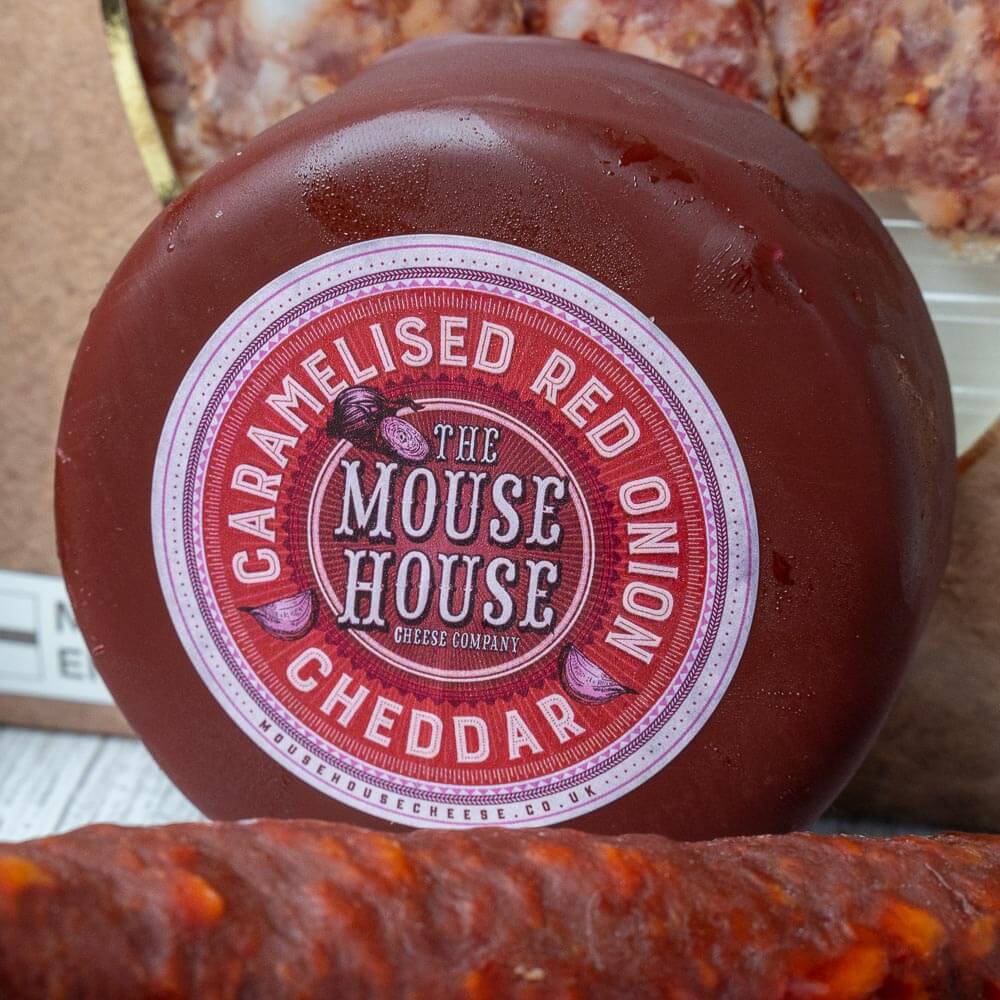 CARAMELISED RED ONION
THE
MOUSE
HOUSE
CHEESE COMPANY
CHEDDAR
MOUSEHOUSECHEESE.CO.UK